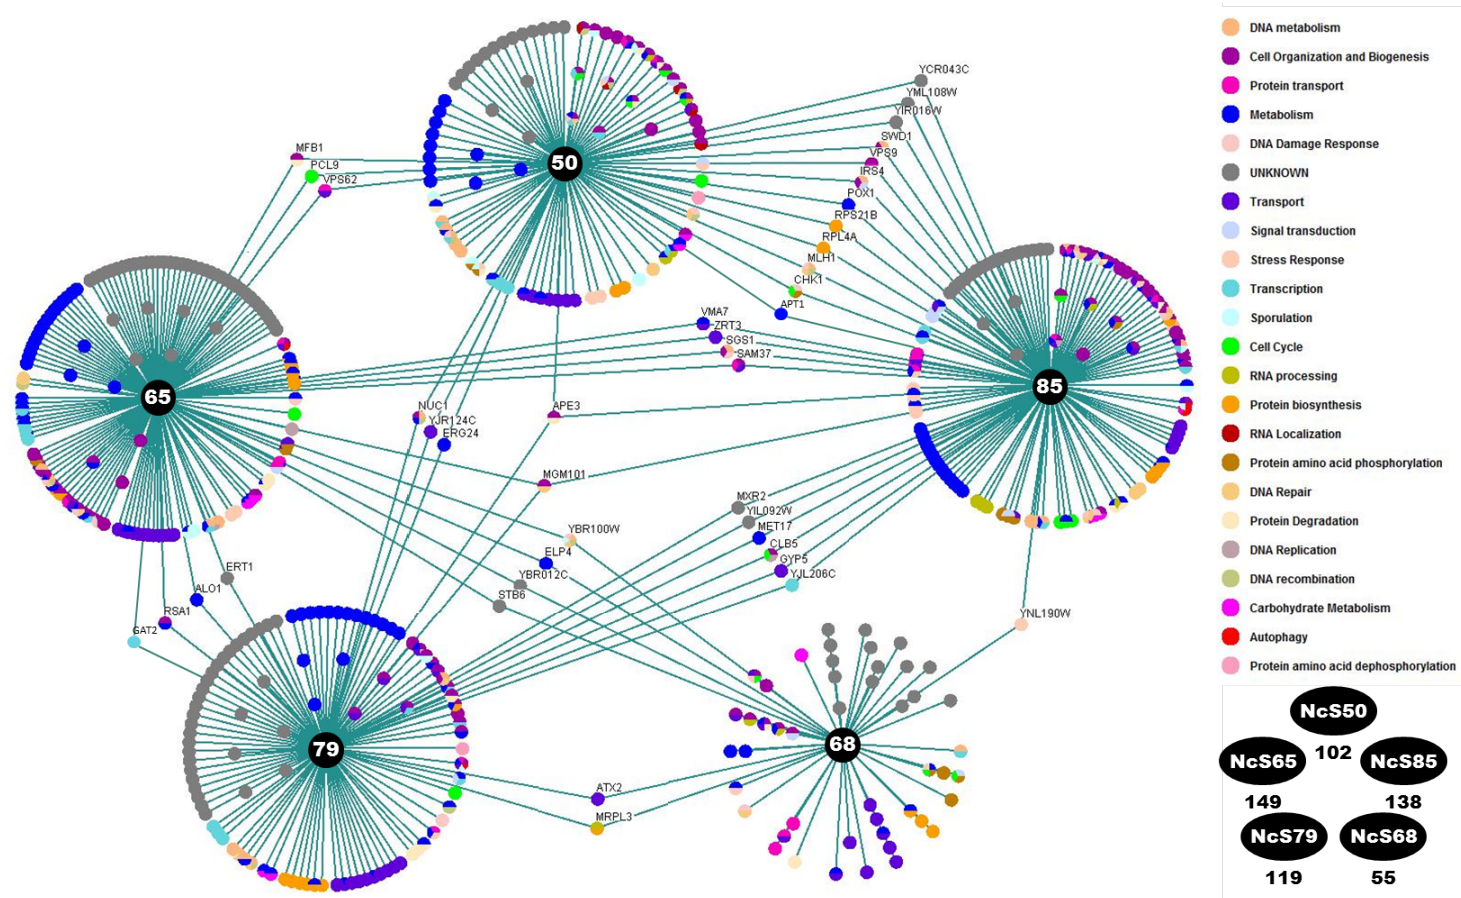 YCR043C
YML108W
YIR016W
SWD1
VPS9
IRS4
POX1
RPS21B
RPL4A
MLH1
CHK1
APT1
MFB1
PCL9
VPS62
50
65
85
VMA7
ZRT3
SGS1
SAM37
NUC1
YJR124C
ERG24
APE3
MGM101
YBR100W
ELP4
YBR012C
STB6
MXR2
YIL092W
MET17
CLB5
GYP5
YJL206C
ERT1
ALO1
RSA1
GAT2
YNL190W
79
68
ATX2
MRPL3
DNA metabolism
Cell Organization and Biogenesis
Protein transport
Metabolism
DNA Damage Response
UNKNOWN
Transport
Signal transduction
Stress Response
Transcription
Sporulation
Cell Cycle
RNA processing
Protein biosynthesis
RNA Localization
Protein amino acid phosphorylation
DNA Repair
Protein Degradation
DNA Replication
DNA recombination
Carbohydrate Metabolism
Autophagy
Protein amino acid dephosphorylation
NcS50
102
NcS65
NcS85
149
138
NcS79
NcS68
119
55